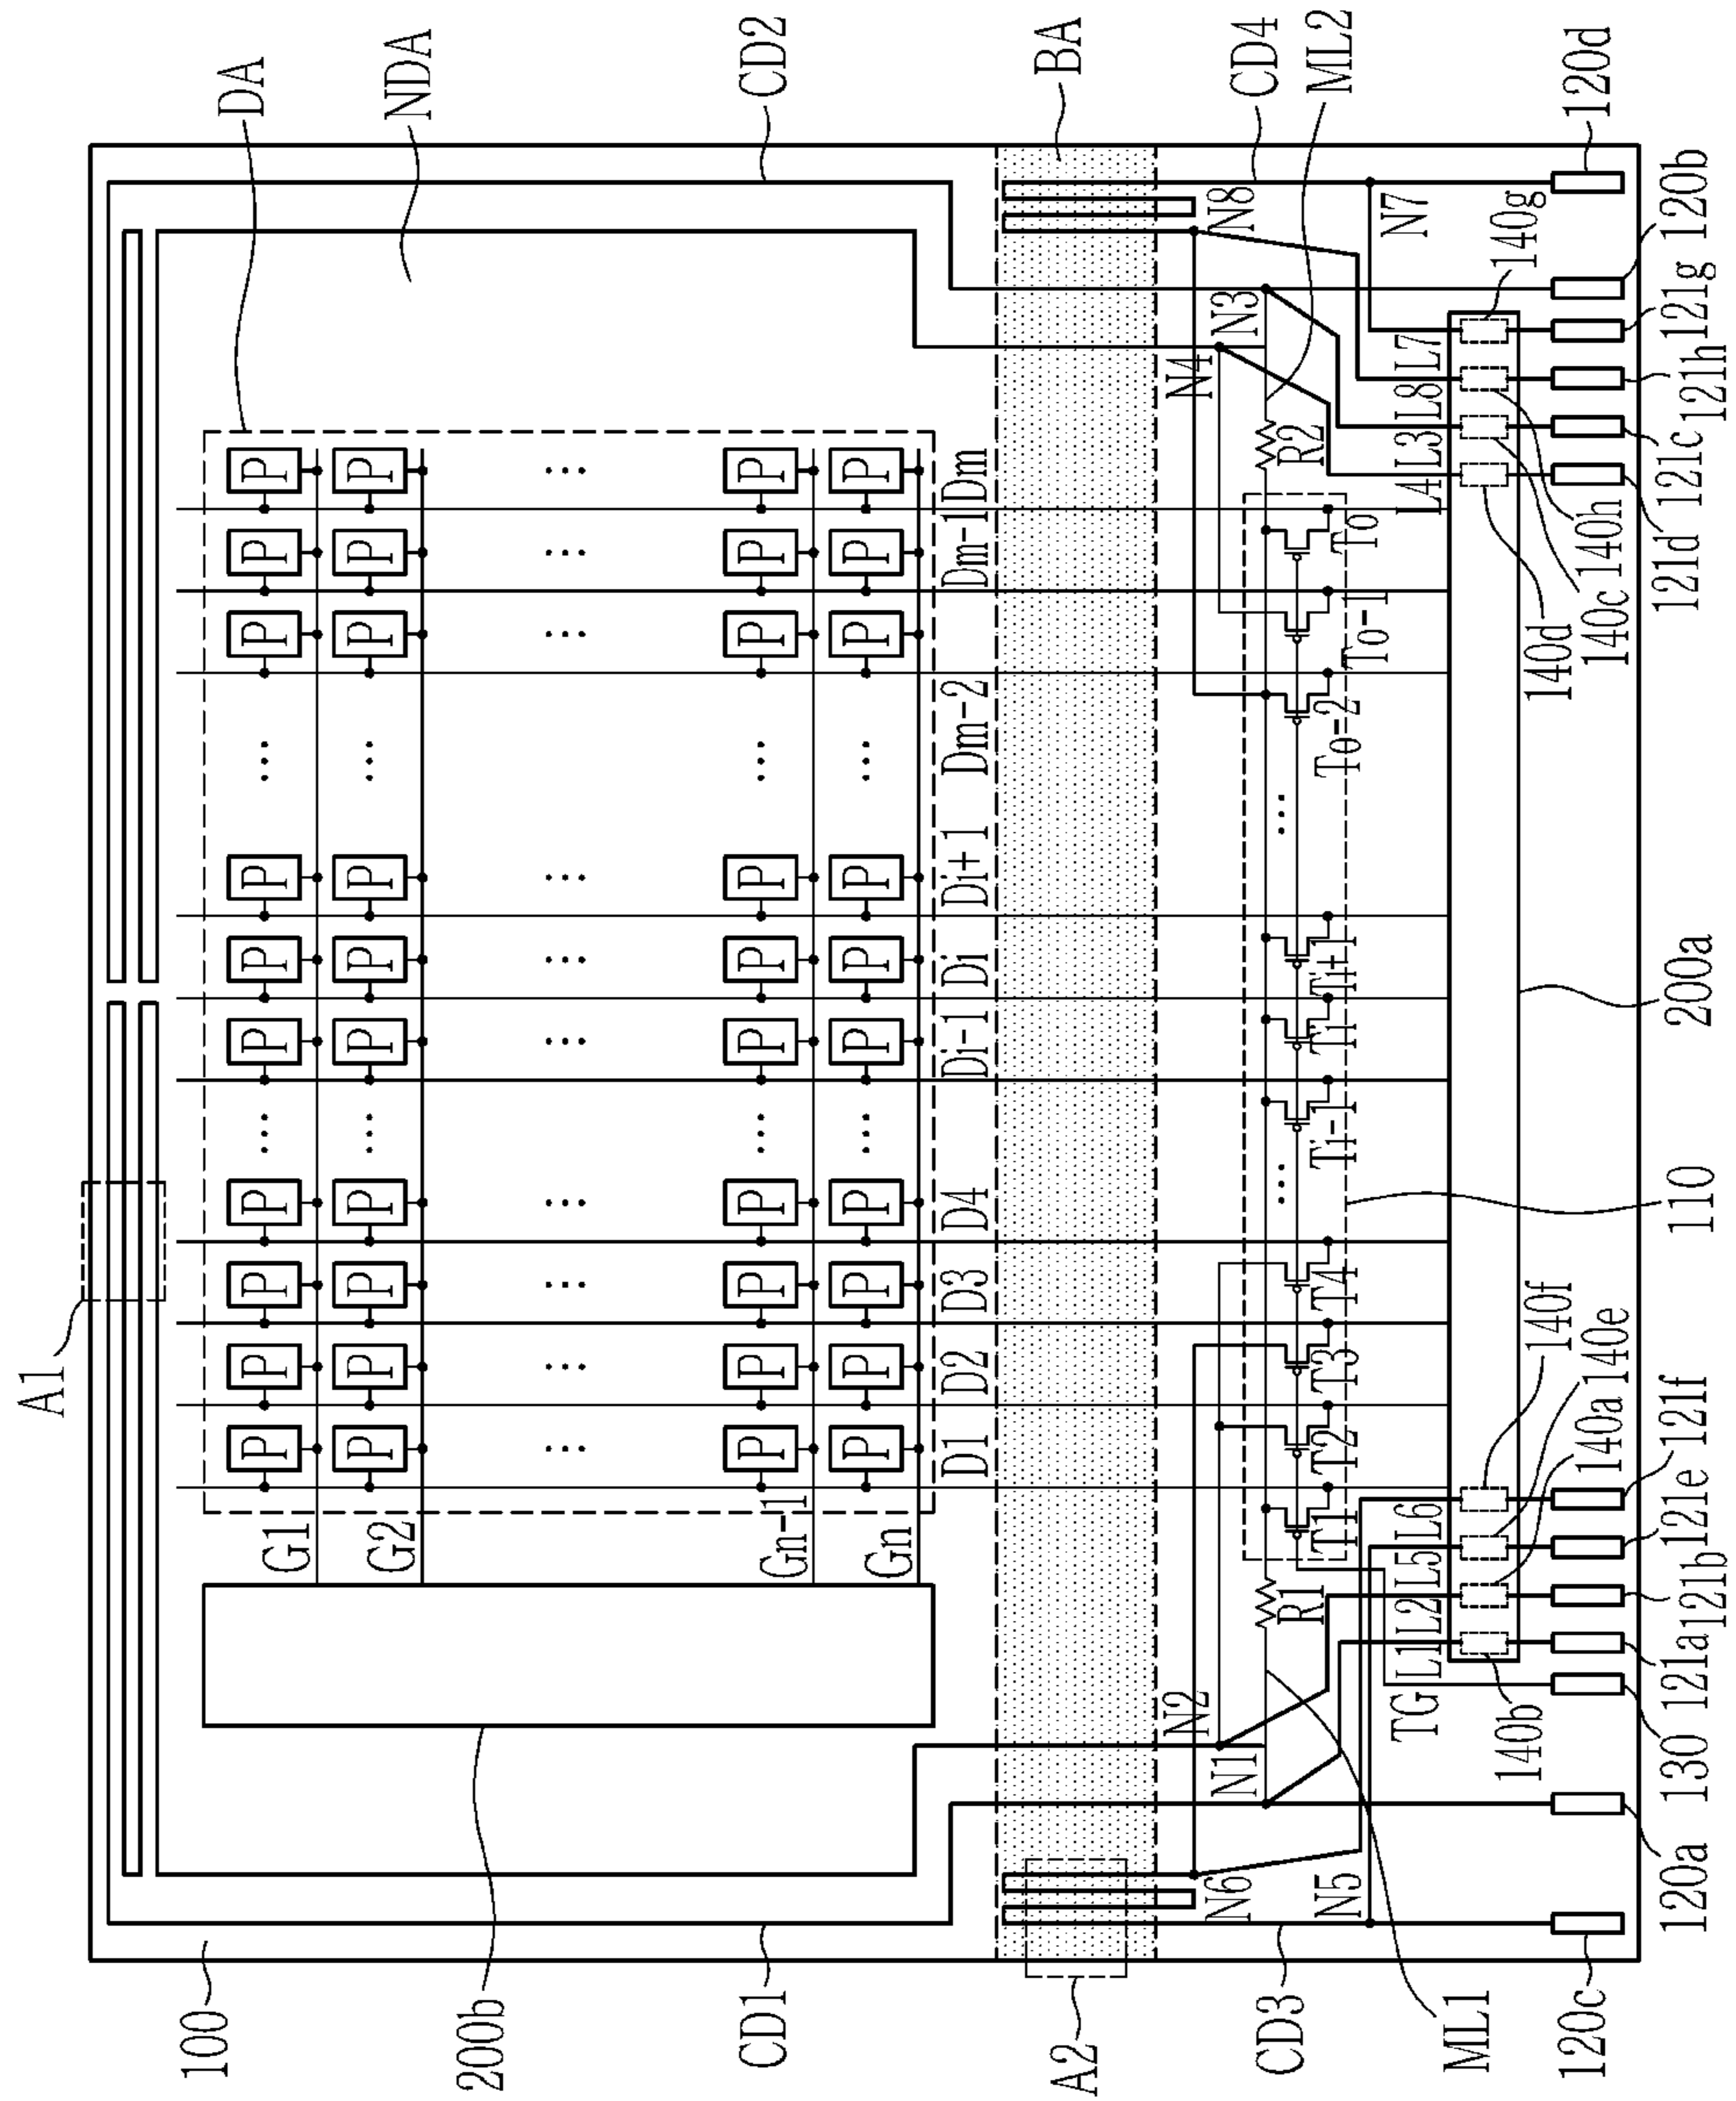 A1
DA
NDA
CD2
BA
CD4
ML2
120d
120b
121g
121h
121c
121d
140g
140h
140c
140d
100
200b
CD1
A2
CD3
ML1
120c
120a
130
121a
121b
121e
121f
140a
140e
140f
140b
110
200a
G1
G2
Gn-1
Gn
P P P P P P P P P P
P P P P P P P P P P
... ... ... ... ... ... ... ... ... ...
P P P P P P P P P P
P P P P P P P P P P
... ...
... ...
... ...
... ...
D1 D2 D3 D4 Di-1 Di Di+1 Dm-2 Dm-1 Dm
N6 N2 N4 N8
N1 N3
R1 R2
... ...
T1 T2 T3 T4 Ti-1 Ti Ti+1 To-2 To-1 To
N5 N7
TG L1 L2 L5 L6 L4 L3 L8 L7